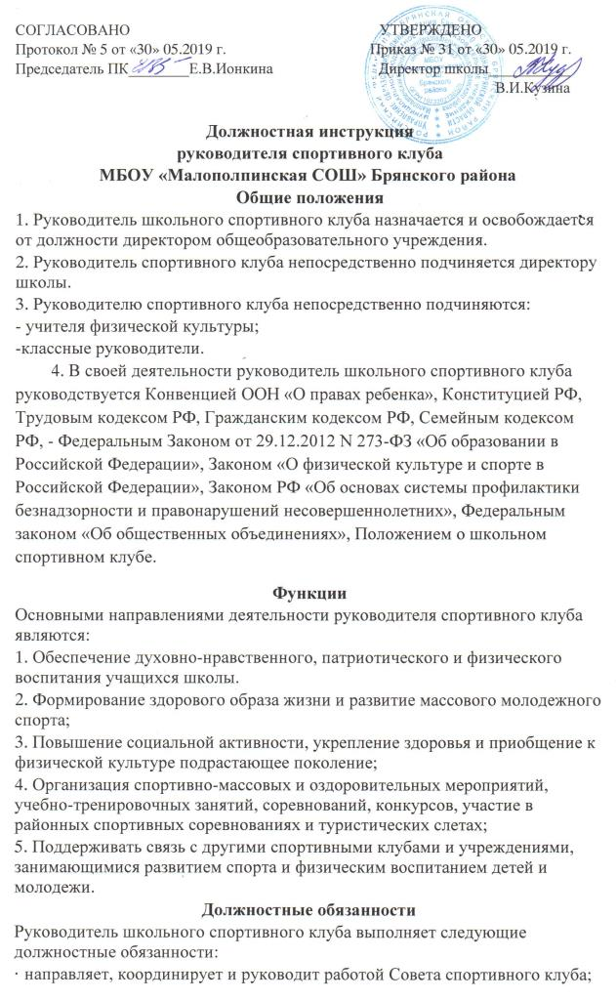 СОГЛАСОВАНО УТВЕРЖДЕНО
Протокол № 5 от «30» 05.2019 г. Приказ № 31 от «30» 05.2019 г.
Председатель ПК ________Е.В.Ионкина Директор школы
В.И.Кузина
Должностная инструкция
руководителя спортивного клуба
МБОУ «Малополпинская СОШ» Брянского района
Общие положения
1. Руководитель школьного спортивного клуба назначается и освобождается
от должности директором общеобразовательного учреждения.
2. Руководитель спортивного клуба непосредственно подчиняется директору
школы.
3. Руководителю спортивного клуба непосредственно подчиняются:
- учителя физической культуры;
-классные руководители.
4. В своей деятельности руководитель школьного спортивного клуба
руководствуется Конвенцией ООН «О правах ребенка», Конституцией РФ,
Трудовым кодексом РФ, Гражданским кодексом РФ, Семейным кодексом
РФ, - Федеральным Законом от 29.12.2012 N 273-ФЗ «Об образовании в
Российской Федерации», Законом «О физической культуре и спорте в
Российской Федерации», Законом РФ «Об основах системы профилактики
безнадзорности и правонарушений несовершеннолетних», Федеральным
законом «Об общественных объединениях», Положением о школьном
спортивном клубе.
Функции
Основными направлениями деятельности руководителя спортивного клуба
являются:
1. Обеспечение духовно-нравственного, патриотического и физического
воспитания учащихся школы.
2. Формирование здорового образа жизни и развитие массового молодежного
спорта;
3. Повышение социальной активности, укрепление здоровья и приобщение к
физической культуре подрастающее поколение;
4. Организация спортивно-массовых и оздоровительных мероприятий,
учебно-тренировочных занятий, соревнований, конкурсов, участие в
районных спортивных соревнованиях и туристических слетах;
5. Поддерживать связь с другими спортивными клубами и учреждениями,
занимающимися развитием спорта и физическим воспитанием детей и
молодежи.
Должностные обязанности
Руководитель школьного спортивного клуба выполняет следующие
должностные обязанности:
· направляет, координирует и руководит работой Совета спортивного клуба;